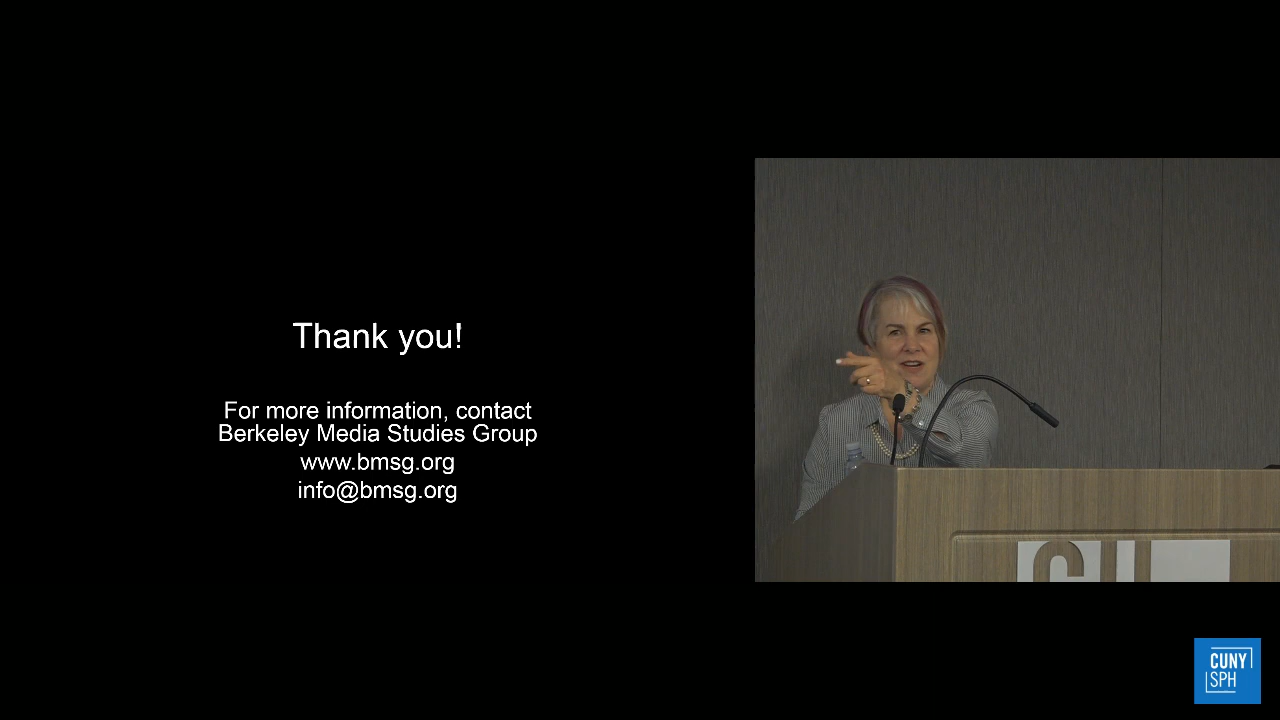 Thank you!
For more information, contact
Berkeley Media Studies Group
www.bmsg.org
info@bmsg.org
CUNY
SPH